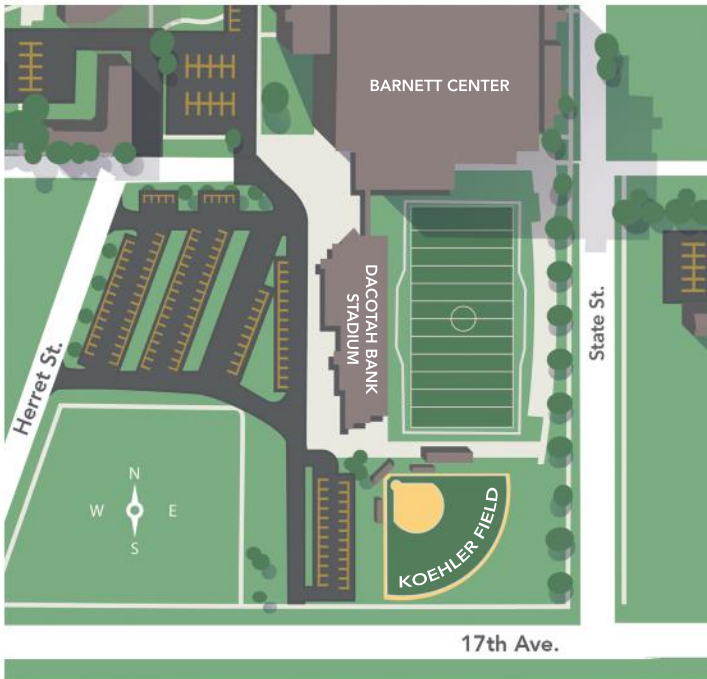 BARNETT CENTER
DACOTAH BANK
STADIUM
State St.
Herret St.
N
W E
S
KOEHLER FIELD
17th Ave.